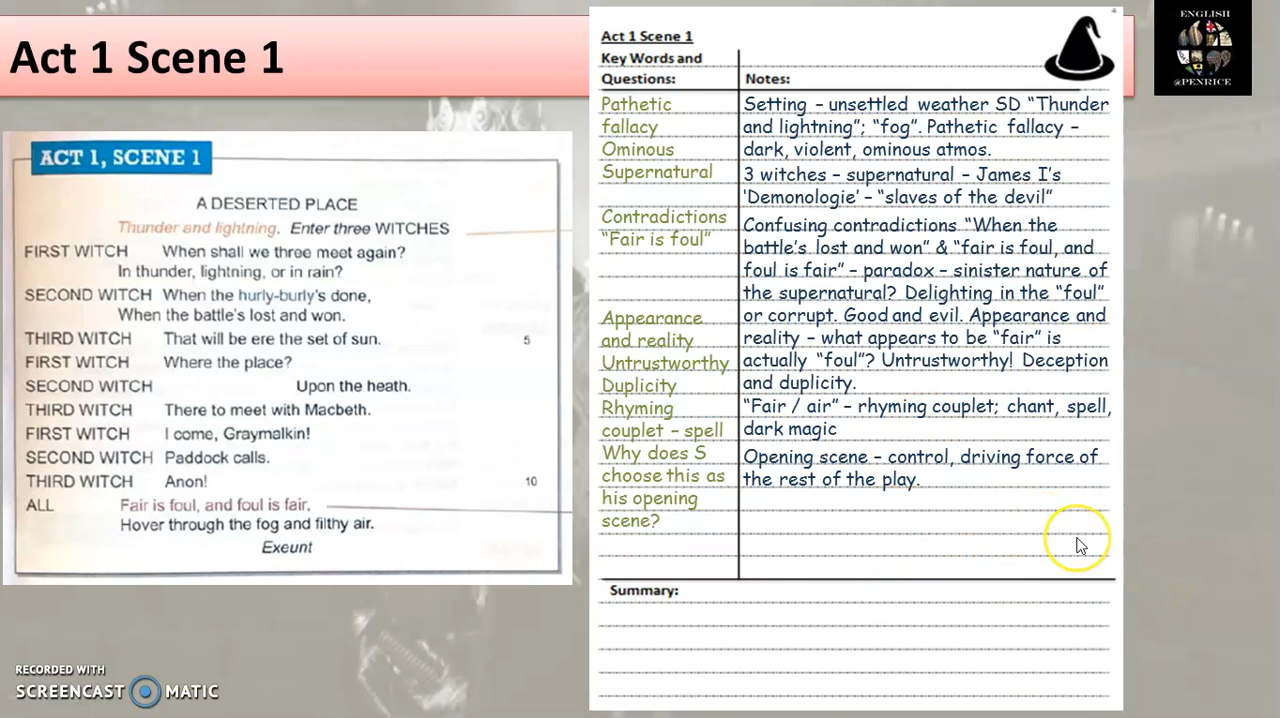 Act 1 Scene 1
ACT 1, SCENE 1
A DESERTED PLACE
Thunder and lightning. Enter three WITCHES
FIRST WITCH When shall we three meet again?
In thunder, lightning, or in rain?
SECOND WITCH When the hurly-burly's done,
When the battle's lost and won.
THIRD WITCH That will be ere the set of sun. 5
FIRST WITCH Where the place?
SECOND WITCH Upon the heath.
THIRD WITCH There to meet with Macbeth.
FIRST WITCH I come, Graymalkin!
SECOND WITCH Paddock calls.
THIRD WITCH Anon! 10
ALL Fair is foul, and foul is fair,
Hover through the fog and filthy air.
Exeunt
4
Act 1 Scene 1
Key Words and
Questions:
Pathetic
fallacy
Ominous
Supernatural
Contradictions
"Fair is foul"
Appearance
and reality
Untrustworthy
Duplicity
Rhyming
couplet – spell
Why does S
choose this as
his opening
scene?
Notes:
Setting – unsettled weather SD "Thunder
and lightning"; "fog". Pathetic fallacy –
dark, violent, ominous atmos.
3 witches – supernatural – James I's
'Demonologie' – "slaves of the devil"
Confusing contradictions "When the
battle's lost and won" & "fair is foul, and
foul is fair" – paradox – sinister nature of
the supernatural? Delighting in the "foul"
or corrupt. Good and evil. Appearance and
reality – what appears to be "fair" is
actually "foul"? Untrustworthy! Deception
and duplicity.
"Fair / air" – rhyming couplet; chant, spell,
dark magic
Opening scene – control, driving force of
the rest of the play.
Summary:
ENGLISH
@PENRICE
RECORDED WITH
SCREENCAST MATIC